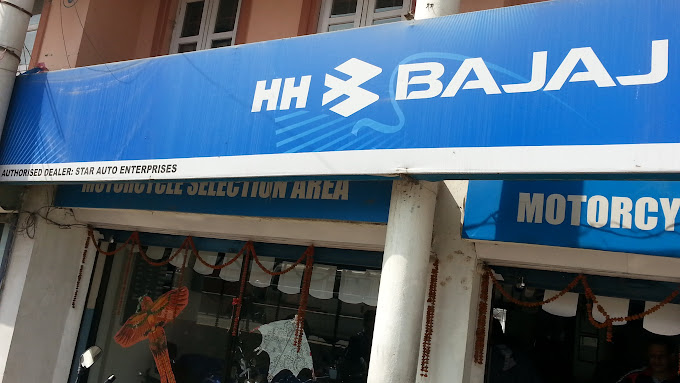 HH BAJAJ
AUTHORISED DEALER: STAR AUTO ENTERPRISES
MOTORCYCLE SELECTION AREA
MOTORCY